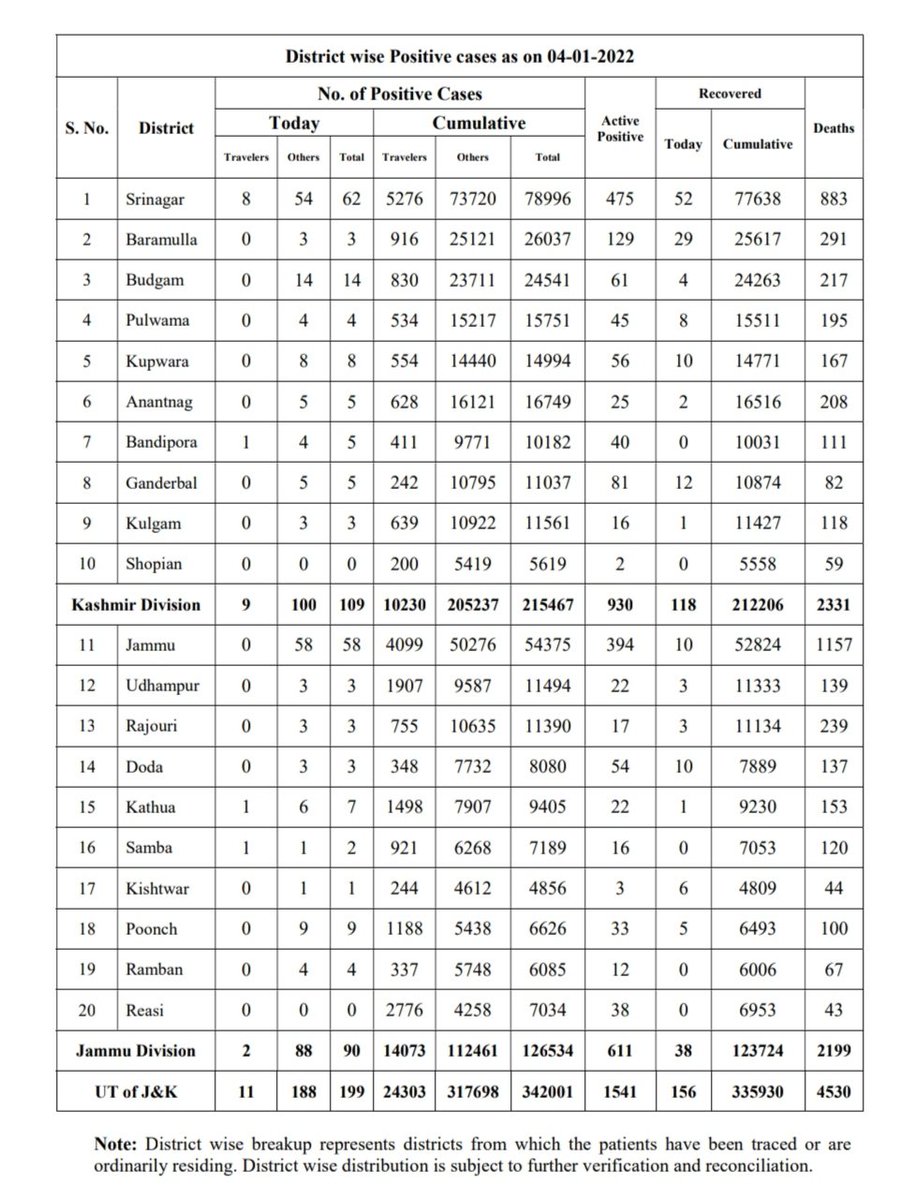 District wise Positive cases as on 04-01-2022
S. No. District No. of Positive Cases Active Positive Recovered Deaths
Today Cumulative Today Cumulative
Travelers Others Total Travelers Others Total
1 Srinagar 8 54 62 5276 73720 78996 475 52 77638 883
2 Baramulla 0 3 3 916 25121 26037 129 29 25617 291
3 Budgam 0 14 14 830 23711 24541 61 4 24263 217
4 Pulwama 0 4 4 534 15217 15751 45 8 15511 195
5 Kupwara 0 8 8 554 14440 14994 56 10 14771 167
6 Anantnag 0 5 5 628 16121 16749 25 2 16516 208
7 Bandipora 1 4 5 411 9771 10182 40 0 10031 111
8 Ganderbal 0 5 5 242 10795 11037 81 12 10874 82
9 Kulgam 0 3 3 639 10922 11561 16 1 11427 118
10 Shopian 0 0 0 200 5419 5619 2 0 5558 59
Kashmir Division 9 100 109 10230 205237 215467 930 118 212206 2331
11 Jammu 0 58 58 4099 50276 54375 394 10 52824 1157
12 Udhampur 0 3 3 1907 9587 11494 22 3 11333 139
13 Rajouri 0 3 3 755 10635 11390 17 3 11134 239
14 Doda 0 3 3 348 7732 8080 54 10 7889 137
15 Kathua 1 6 7 1498 7907 9405 22 1 9230 153
16 Samba 1 1 2 921 6268 7189 16 0 7053 120
17 Kishtwar 0 1 1 244 4612 4856 3 6 4809 44
18 Poonch 0 9 9 1188 5438 6626 33 5 6493 100
19 Ramban 0 4 4 337 5748 6085 12 0 6006 67
20 Reasi 0 0 0 2776 4258 7034 38 0 6953 43
Jammu Division 2 88 90 14073 112461 126534 611 38 123724 2199
UT of J&K 11 188 199 24303 317698 342001 1541 156 335930 4530
Note: District wise breakup represents districts from which the patients have been traced or are
ordinarily residing. District wise distribution is subject to further verification and reconciliation.